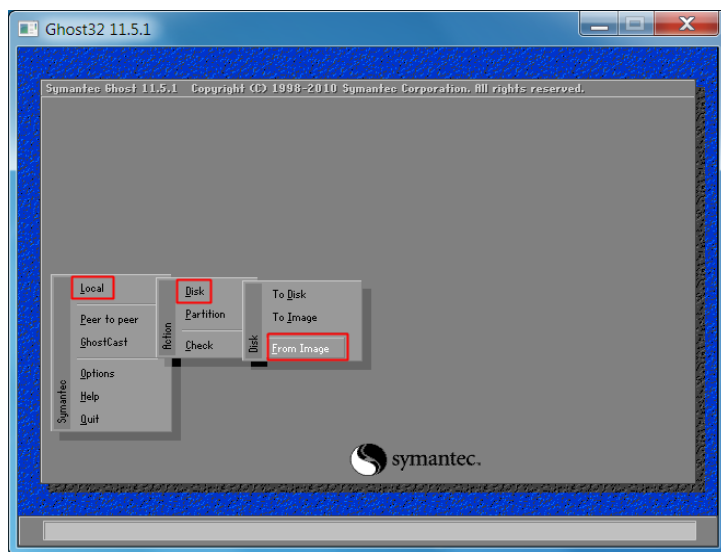 Ghost32 11.5.1
Symantec Ghost 11.5.1 Copyright (C) 1998-2010 Symantec Corporation. All rights reserved.
Local
Peer to peer
GhostCast
Options
Help
Quit
Symantec
Disk
Partition
Check
Action
To Disk
To Image
From Image
Disk
symantec.